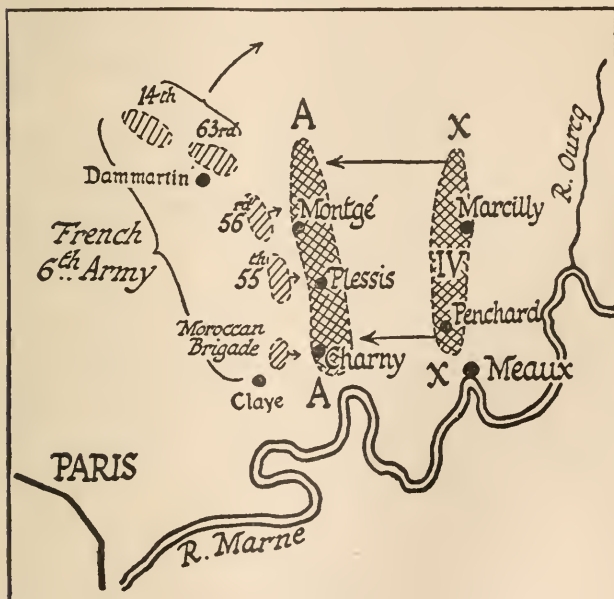 14th
63rd
A
X
Dammartin
French
6th Army
56rd
Montgé
Marcilly
R. Ourcq
55th
Plessis
IV
Moroccan
Brigade
Penchard
Charny
Claye
A
X
Meaux
PARIS
R. Marne